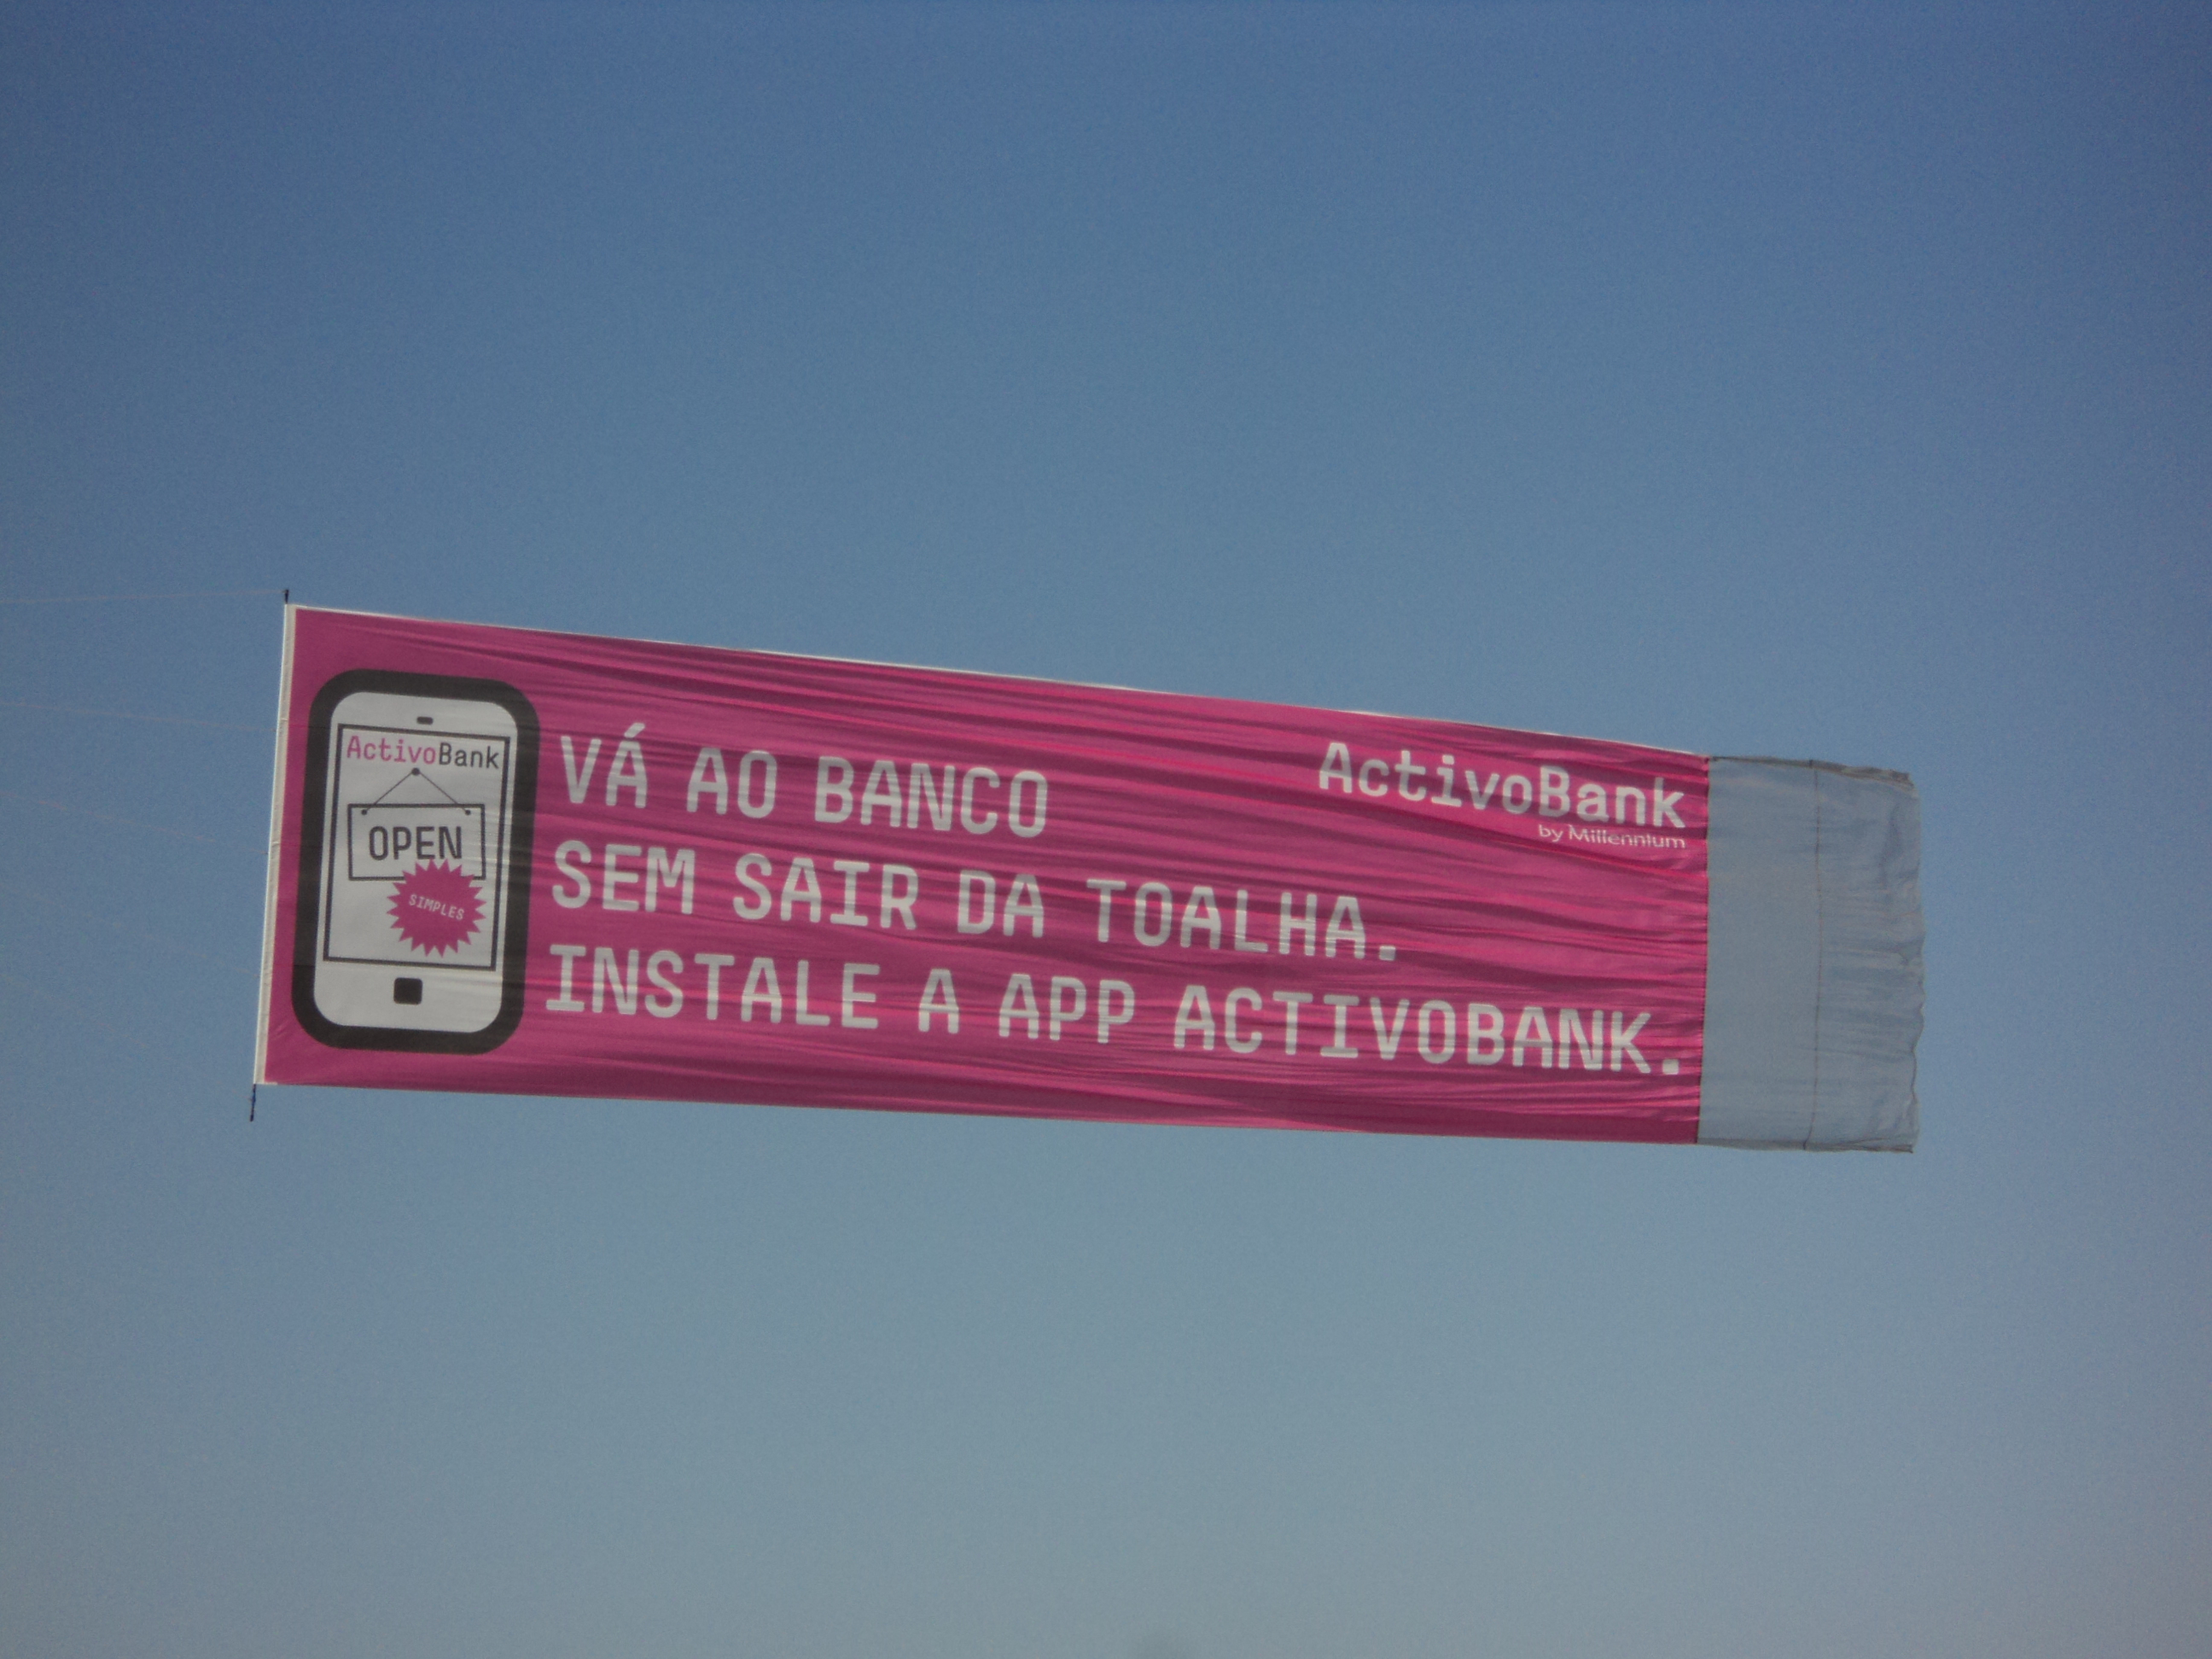 ActivoBank
OPEN
SIMPLES
VÁ AO BANCO
SEM SAIR DA TOALHA.
INSTALE A APP ACTIVOBANK.
ActivoBank
by Millennium